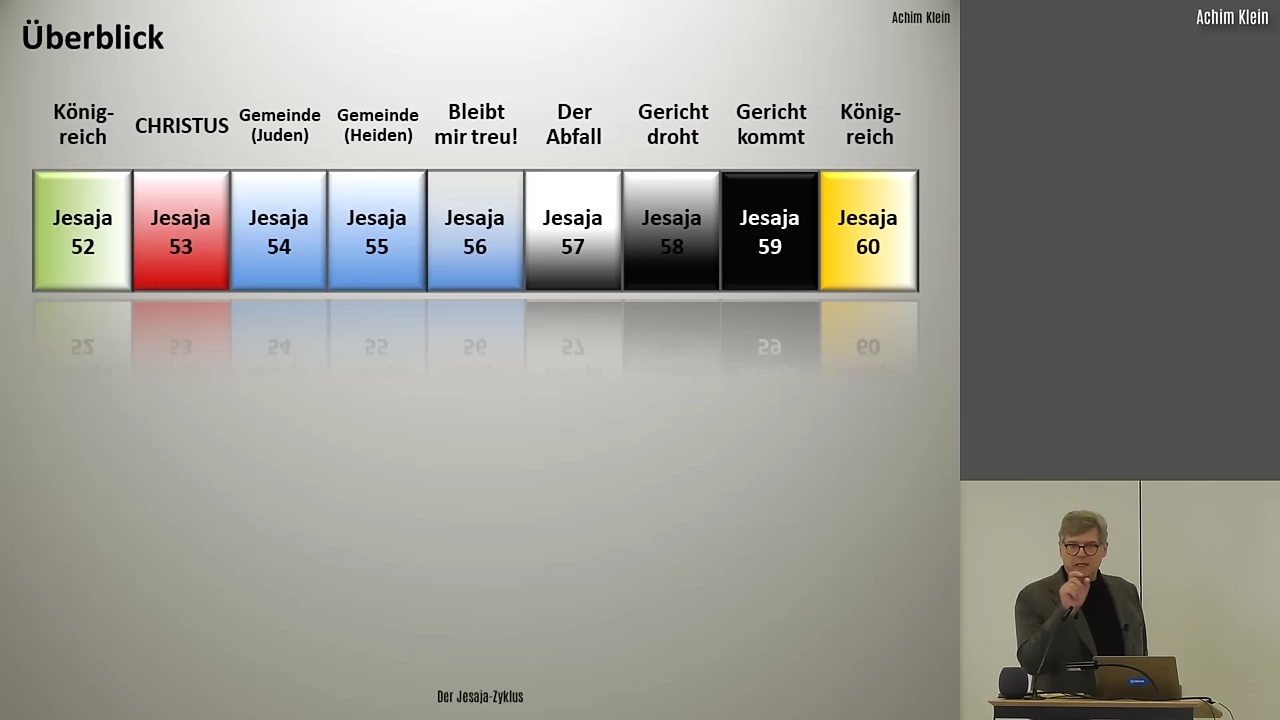 Überblick
Achim Klein
Achim Klein
König-
reich
CHRISTUS
Gemeinde
(Juden)
Gemeinde
(Heiden)
Bleibt
mir treu!
Der
Abfall
Gericht
droht
Gericht
kommt
König-
reich
Jesaja
52
Jesaja
53
Jesaja
54
Jesaja
55
Jesaja
56
Jesaja
57
Jesaja
58
Jesaja
59
Jesaja
60
Der Jesaja-Zyklus